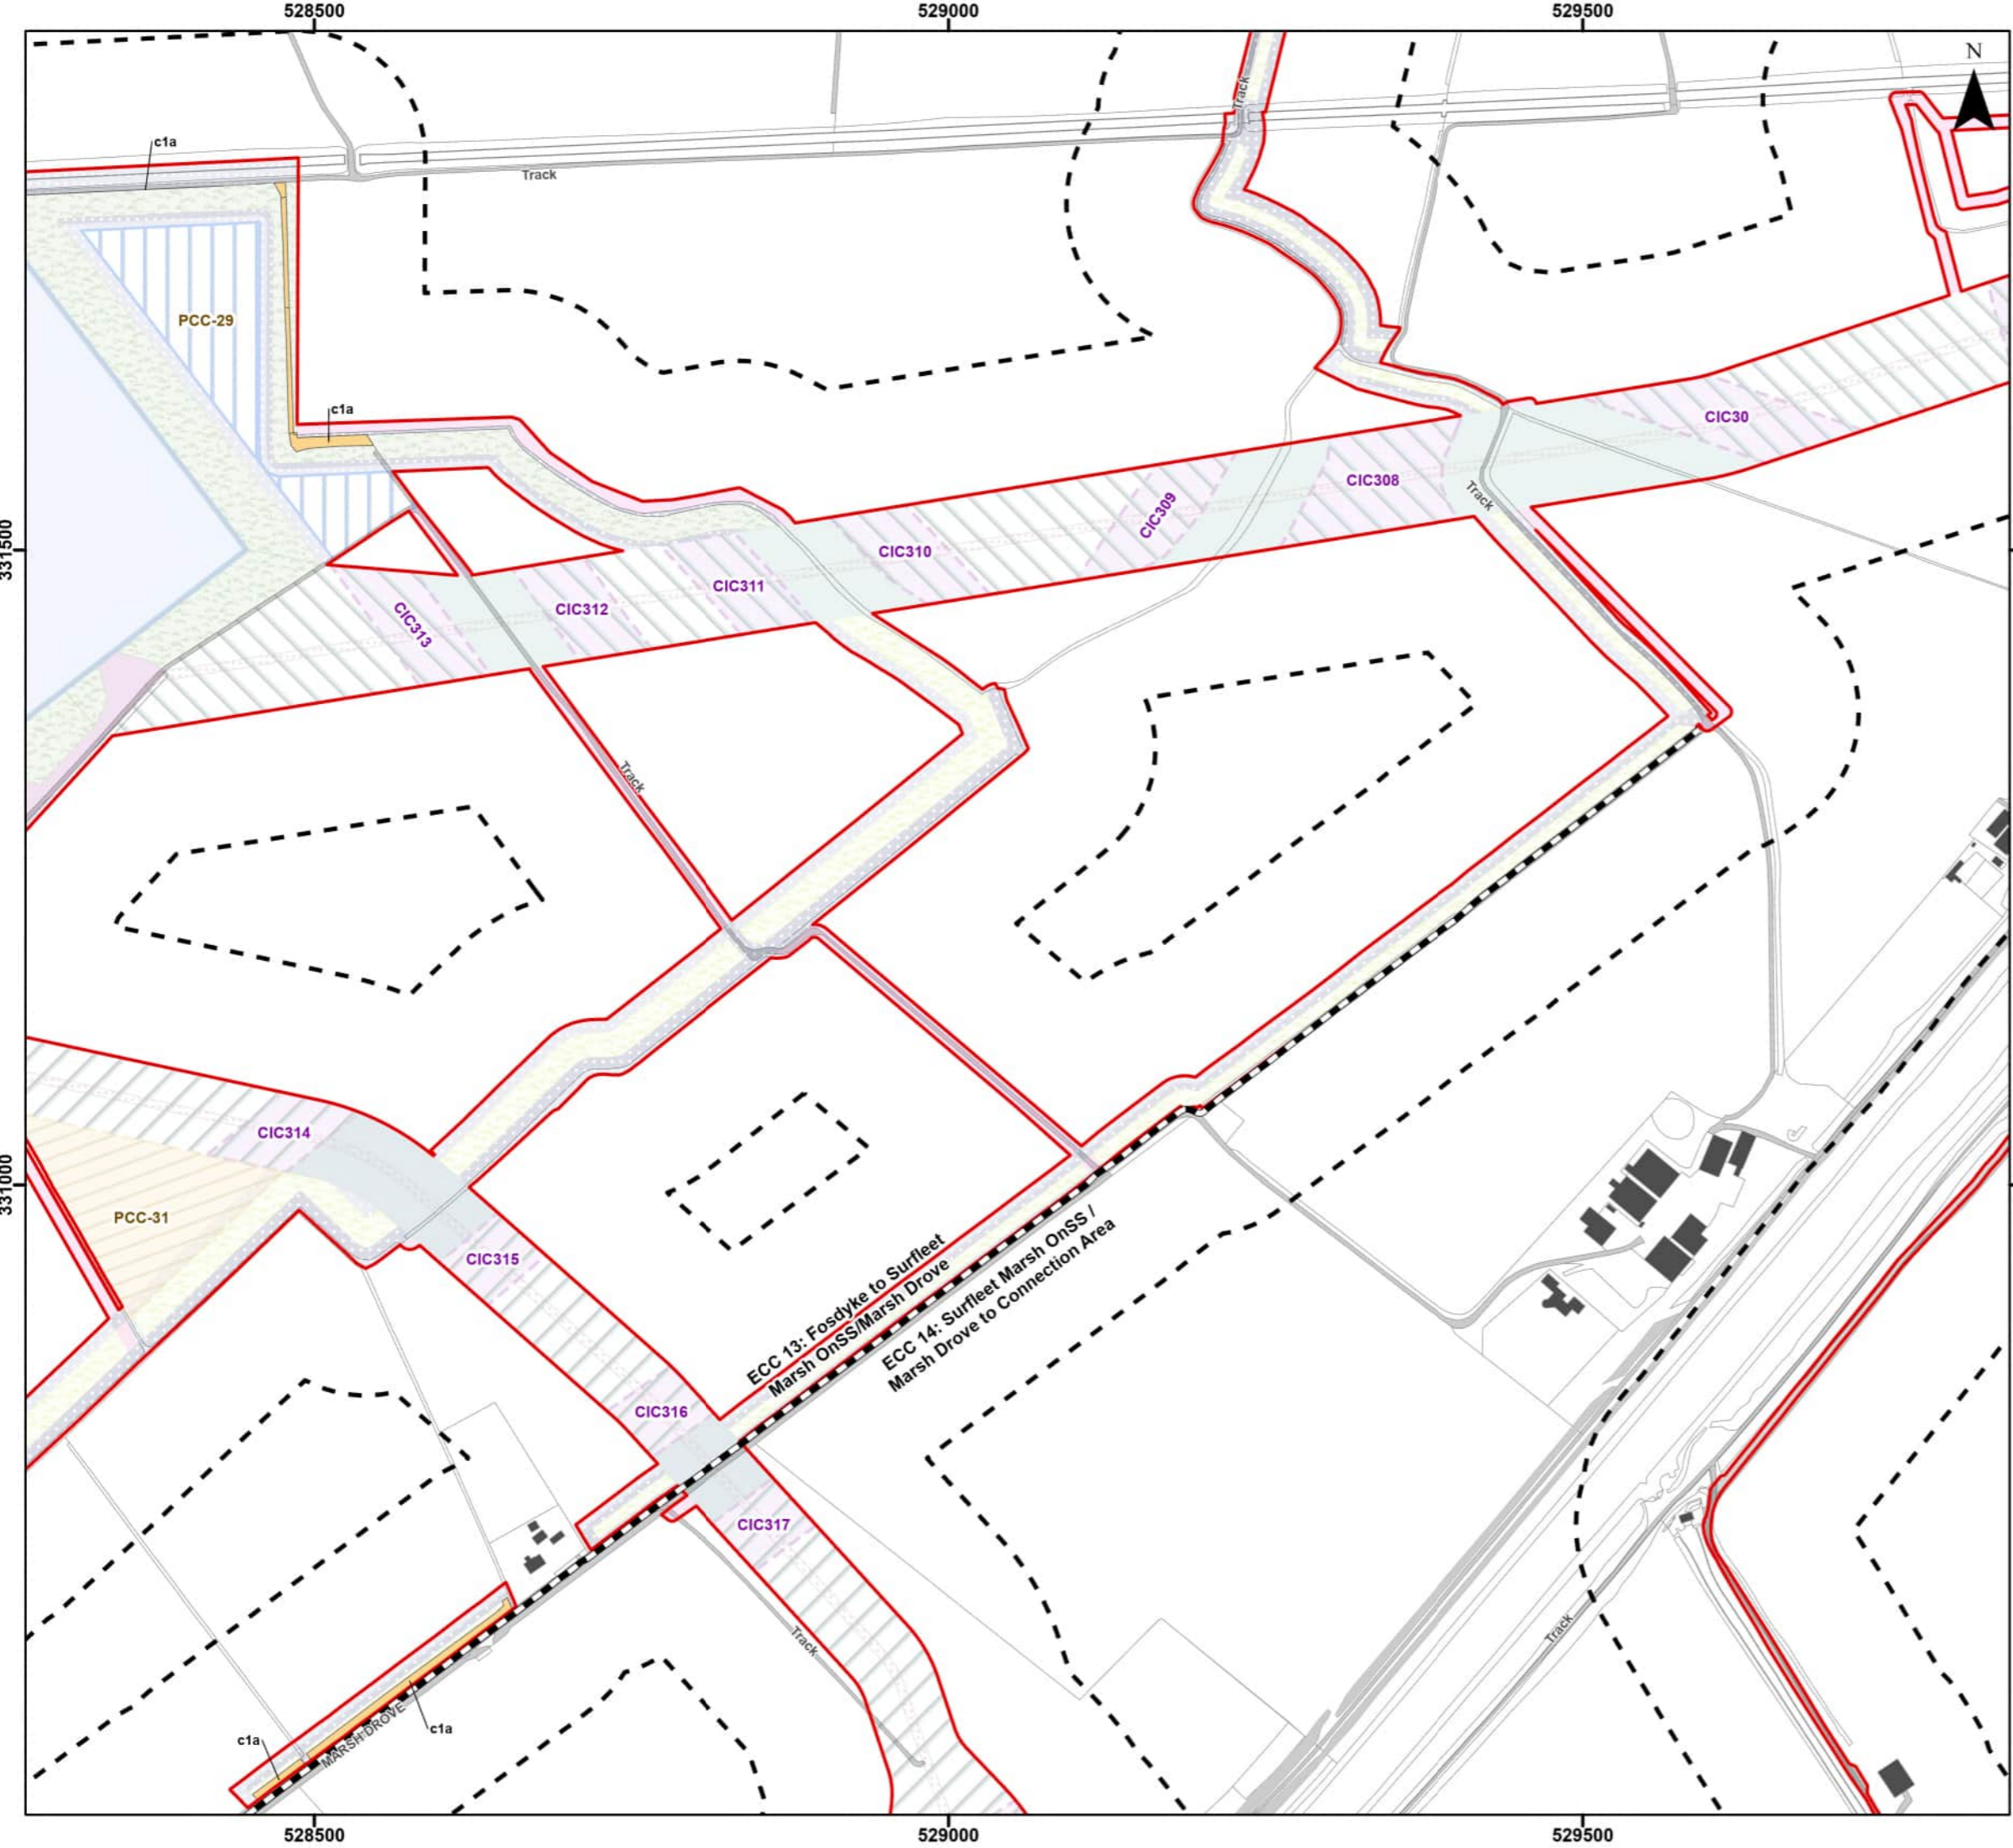 528500
529000
529500
N
Track
c1a
Track
PCC-29
c1a
CIC30
CIC308
CIC309
Track
331500
CIC310
CIC311
CIC312
CIC313
Track
CIC314
331000
PCC-31
CIC315
ECC 13: Fosdyke to Surfleet
Marsh OnSS/Marsh Drove
ECC 14: Surfleet Marsh OnSS /
Marsh Drove to Connection Area
CIC316
CIC317
Track
Track
MARSH DROVE
c1a
c1a
528500
529000
529500